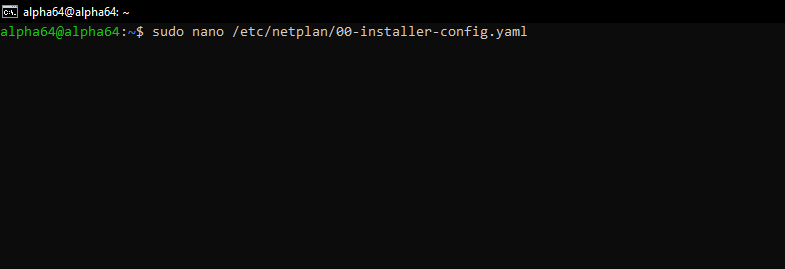 alpha64@alpha64: ~
alpha64@alpha64:~$ sudo nano /etc/netplan/00-installer-config.yaml